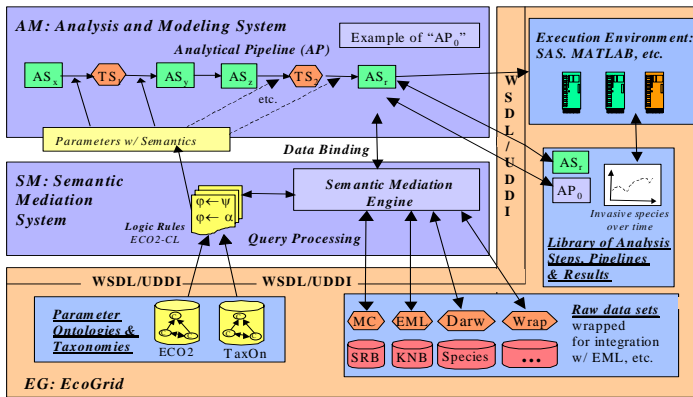 AM: Analysis and Modeling System
Analytical Pipeline (AP)
Example of “AP0”
ASx
TS1
ASy
ASz
TS2
ASr
etc.
Parameters w/ Semantics
Data Binding
SM: Semantic
Mediation
System
φ←ψ
φ← α
Logic Rules
ECO2-CL
Semantic Mediation
Engine
Query Processing
WSDL/UDDI
WSDL/UDDI
WSDL/UDDI
Execution Environment:
SAS. MATLAB, etc.
ASr
AP0
Invasive species
over time
Library of Analysis
Steps, Pipelines
& Results
Parameter
Ontologies &
Taxonomies
ECO2
TaxOn
MC
EML
Darw
Wrap
SRB
KNB
Species
...
Raw data sets
wrapped
for integration
w/ EML, etc.
EG: EcoGrid